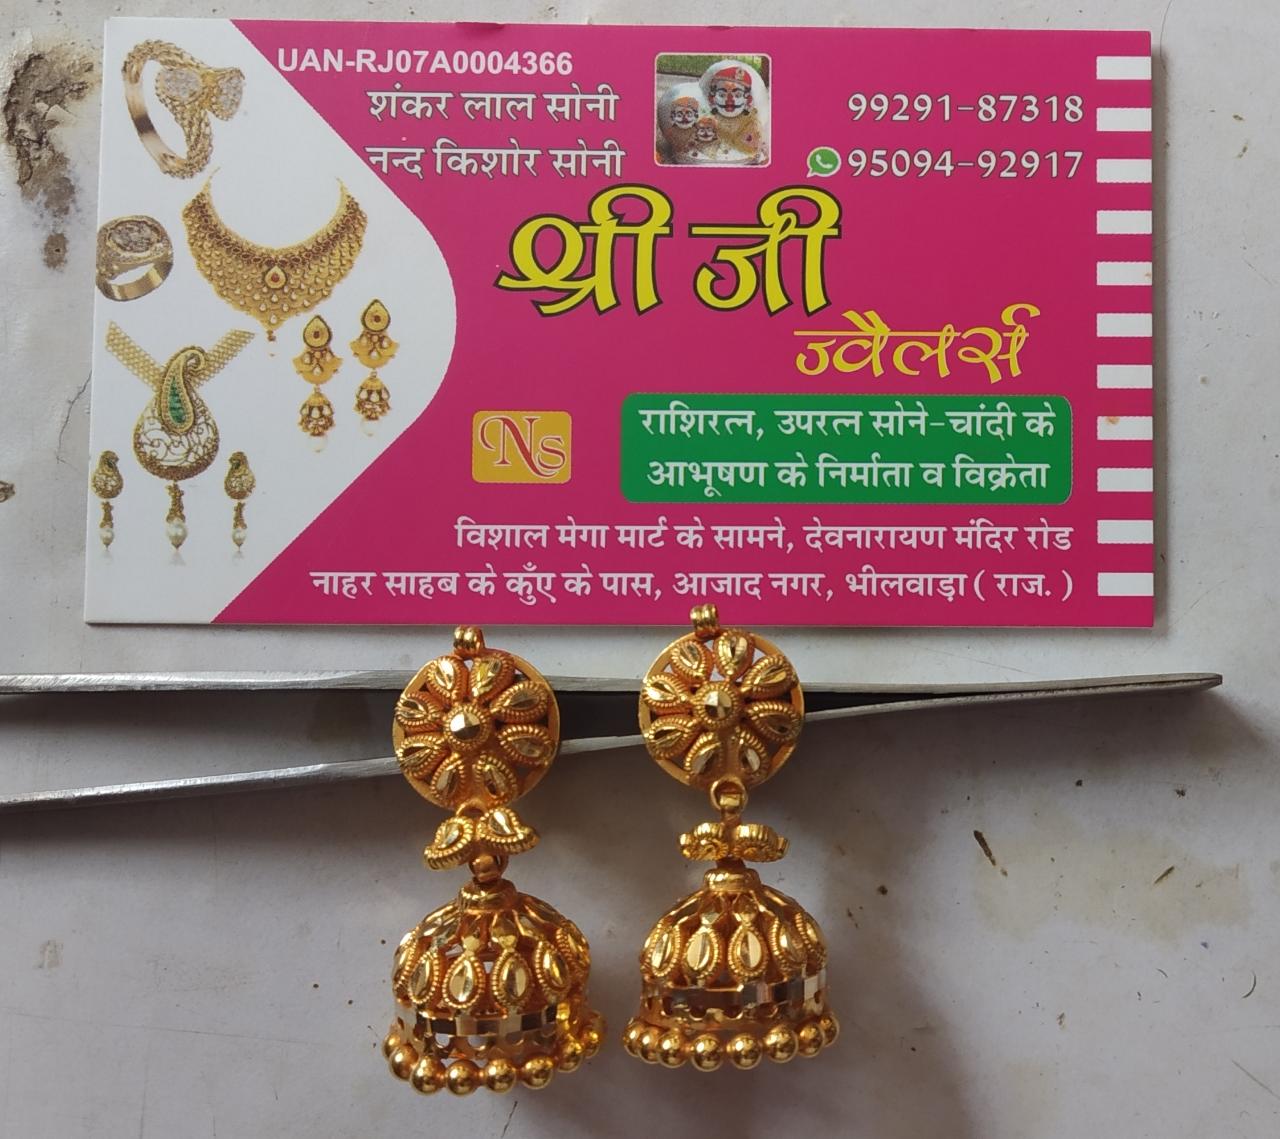 UAN-RJ07A0004366
शंकर लाल सोनी
नन्द किशोर सोनी
99291-87318
95094-92917
श्री जी
ज्वैलर्स
Ns
राशिरत्न, उपरत्न सोने-चांदी के
आभूषण के निर्माता व विक्रेता
विशाल मेगा मार्ट के सामने, देवनारायण मंदिर रोड
नाहर साहब के कुँए के पास, आजाद नगर, भीलवाड़ा ( राज. )